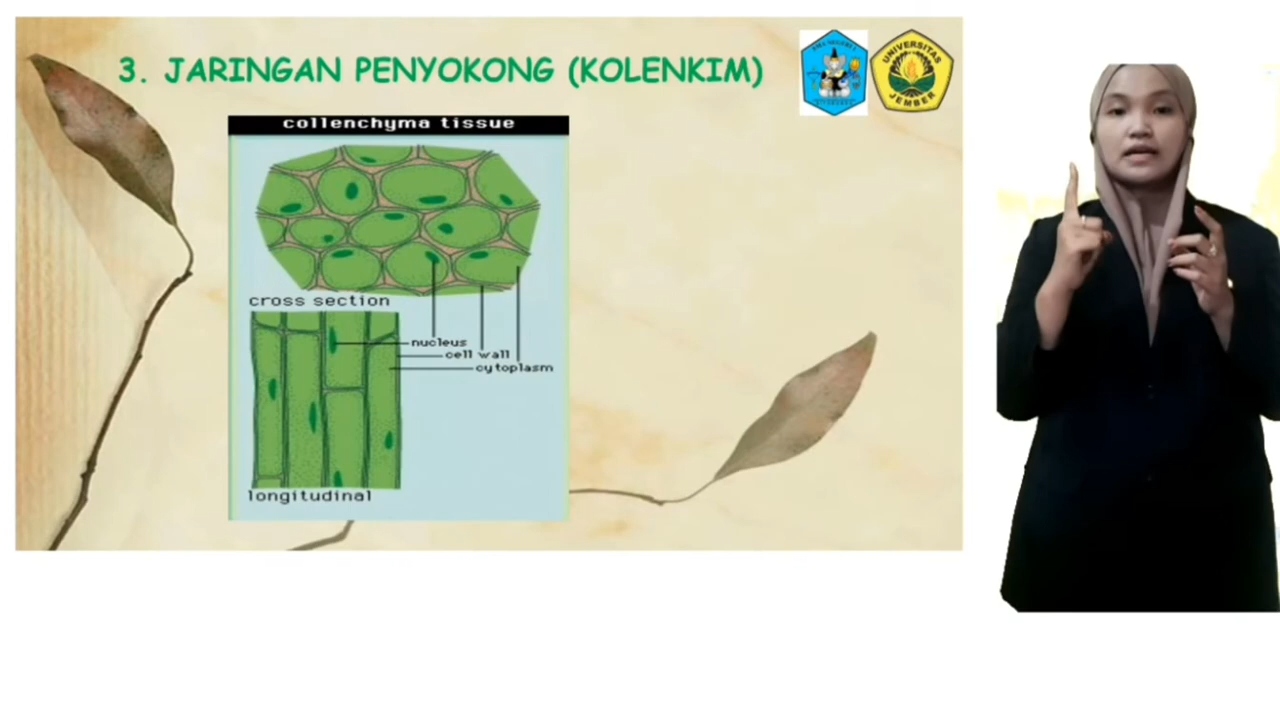 3. JARINGAN PENYOKONG (KOLENKIM)
UNIVERSITAS
JEMBER
collenchyma tissue
cross section
nucleus
cell wall
cytoplasm
longitudinal